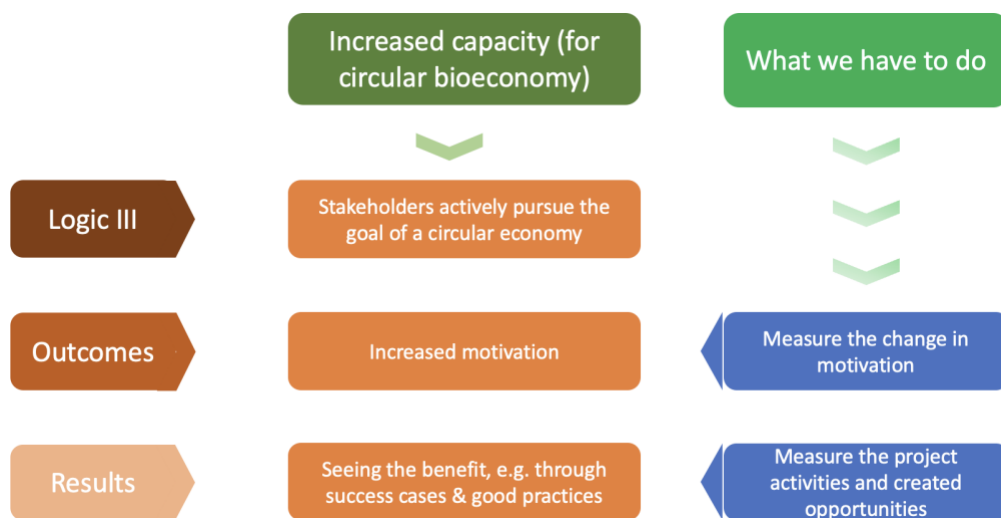 Increased capacity (for
circular bioeconomy)
What we have to do
Logic III
Stakeholders actively pursue the
goal of a circular economy
Outcomes
Increased motivation
Measure the change in
motivation
Results
Seeing the benefit, e.g. through
success cases & good practices
Measure the project
activities and created
opportunities